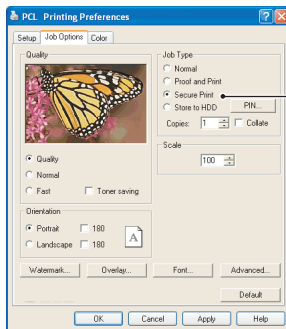 PCL Printing Preferences
Setup
Job Options
Color
Quality
Quality
Normal
Fast
Toner saving
Orientation
Portrait
180
Landscape
180
A
Job Type
Normal
Proof and Print
Secure Print
Store to HDD
PIN...
Copies:
1
Collate
Scale
100
Watermark...
Overlay...
Font...
Advanced...
Default
OK
Cancel
Apply
Help